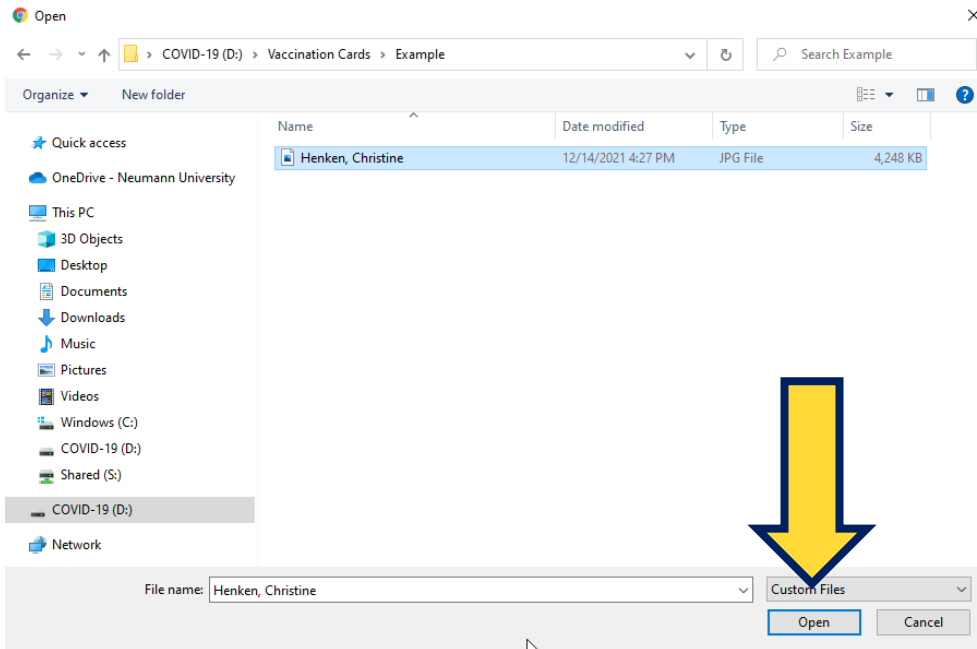 Open
COVID-19 (D:) > Vaccination Cards > Example
Search Example
Organize
New folder
Name
Date modified
Type
Size
Henken, Christine
12/14/2021 4:27 PM
JPG File
4,248 KB
Quick access
OneDrive - Neumann University
This PC
3D Objects
Desktop
Documents
Downloads
Music
Pictures
Videos
Windows (C:)
COVID-19 (D:)
Shared (S:)
COVID-19 (D:)
Network
File name:
Henken, Christine
Custom Files
Open
Cancel